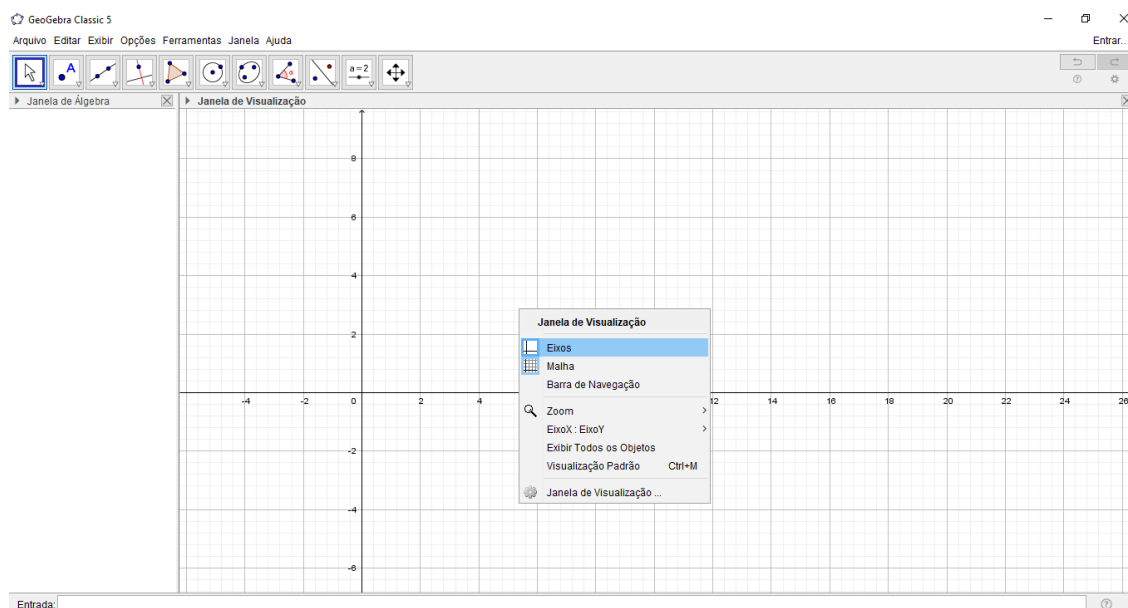 GeoGebra Classic 5
Arquivo Editar Exibir Opções Ferramentas Janela Ajuda
Entrar..
A
α
a=2
Janela de Álgebra
Janela de Visualização
8
6
4
2
-4 -2 0 2 4 12 14 16 18 20 22 24 26
-2
-4
-6
Janela de Visualização
Eixos
Malha
Barra de Navegação
Zoom
EixoX : EixoY
Exibir Todos os Objetos
Visualização Padrão Ctrl+M
Janela de Visualização ...
Entrada: